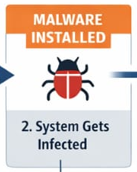 MALWARE
INSTALLED
2. System Gets
Infected